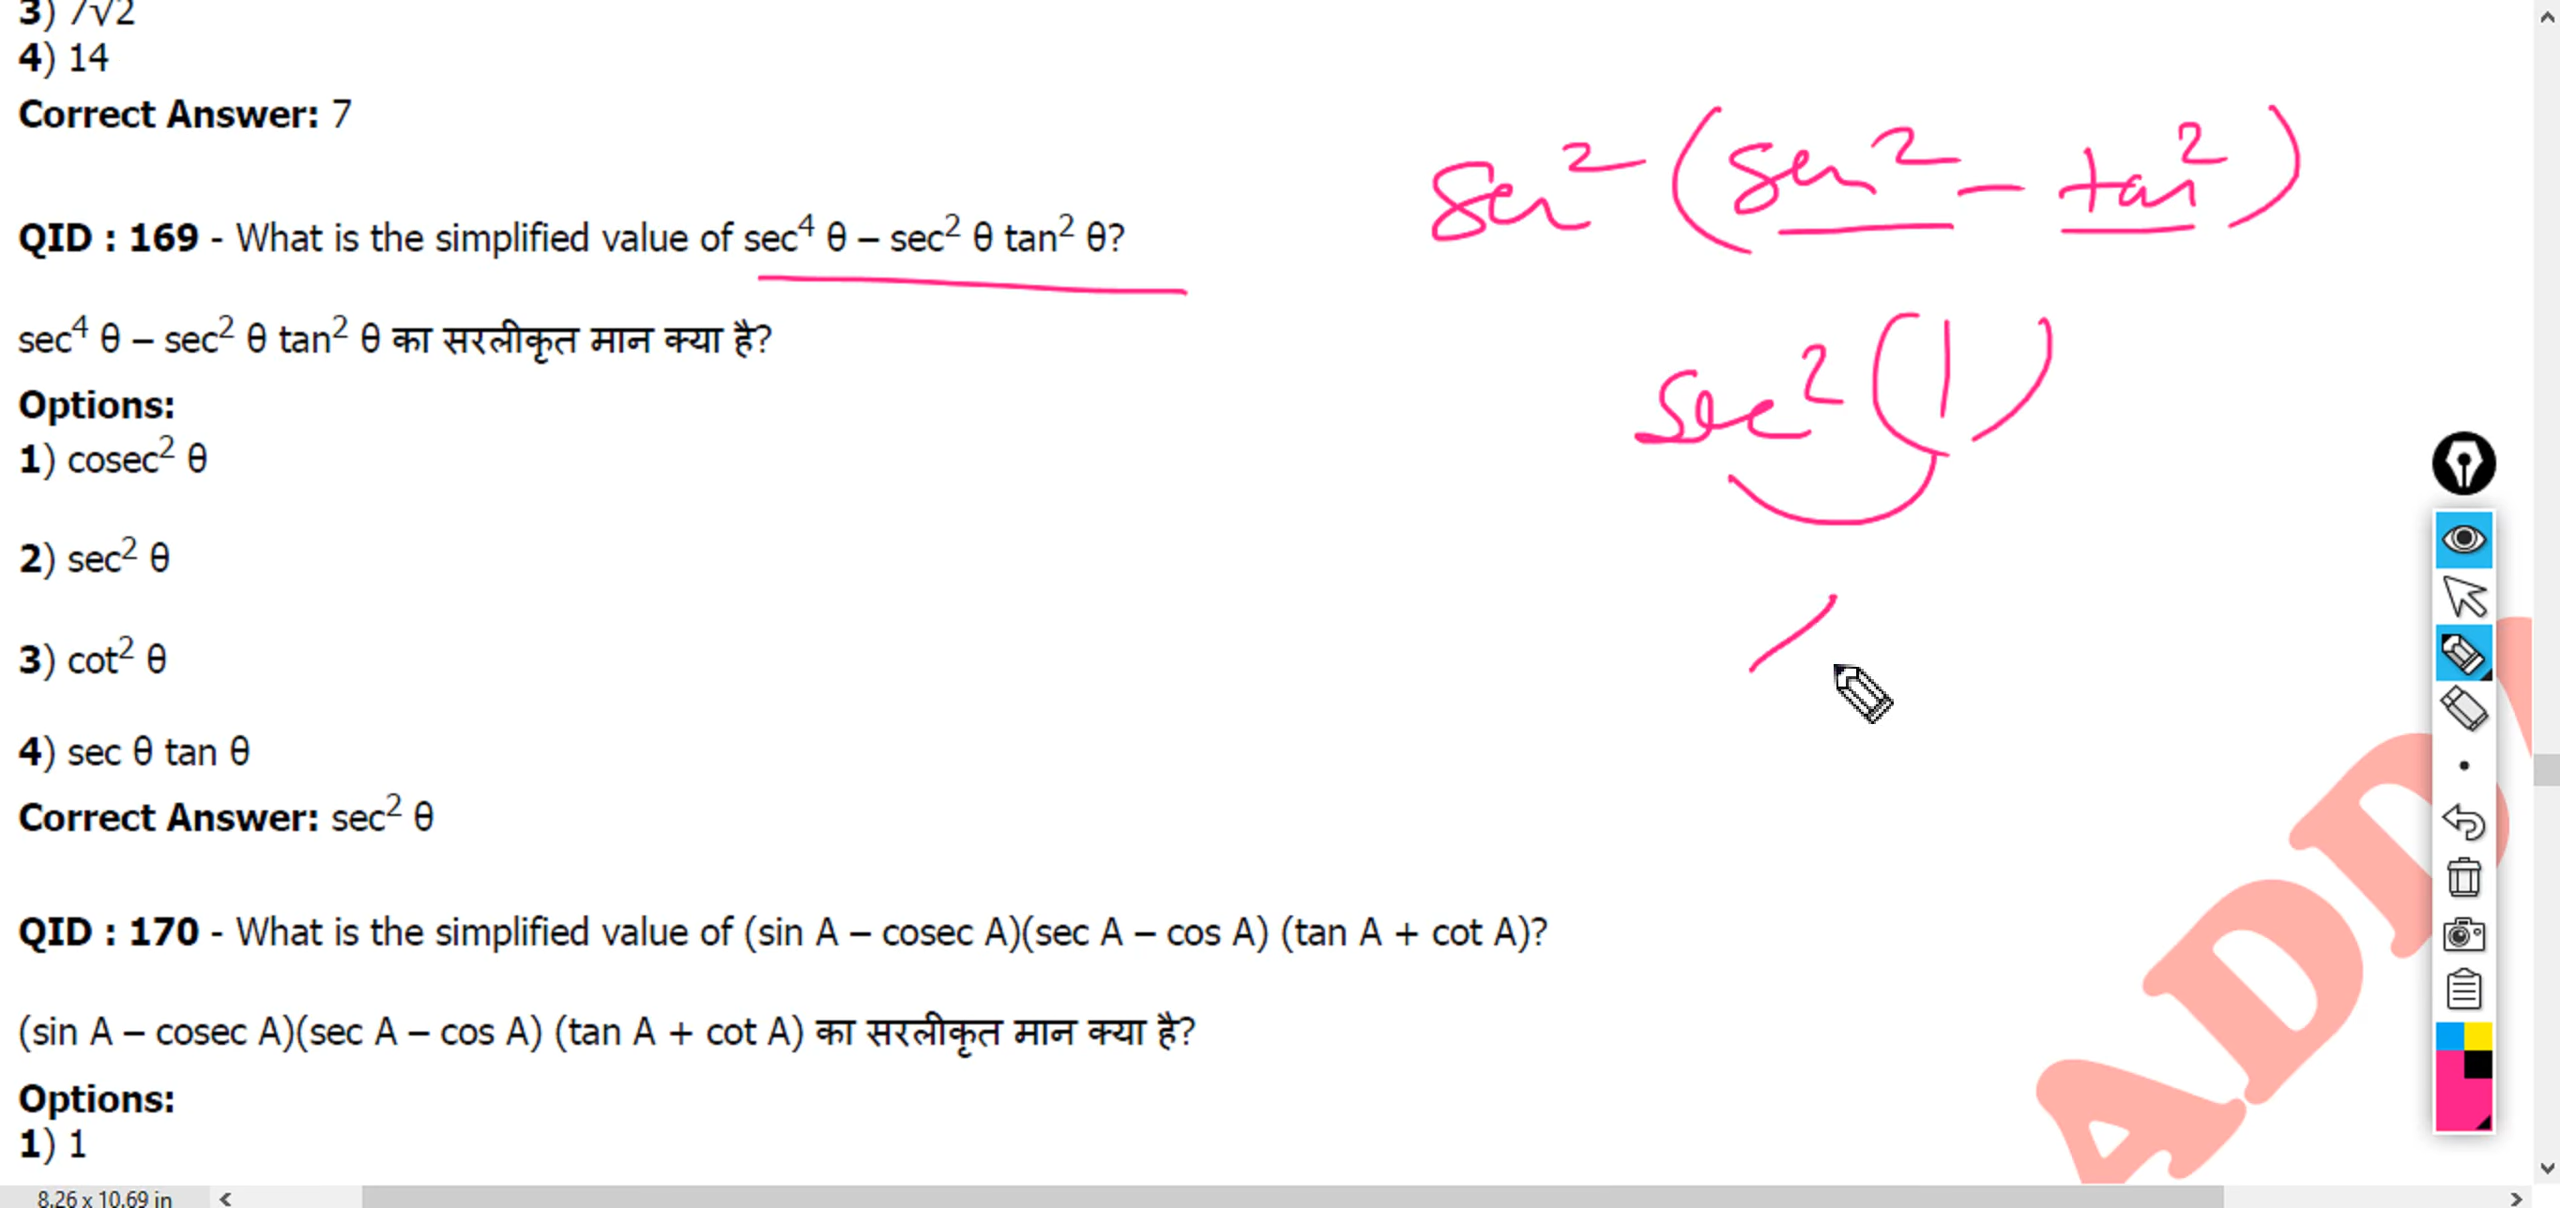 3) 7√2
4) 14
Correct Answer: 7
sec² (sec² – tan²)
QID : 169 - What is the simplified value of sec⁴ θ – sec² θ tan² θ?
sec⁴ θ – sec² θ tan² θ का सरलीकृत मान क्या है?
sec² (1)
Options:
1) cosec² θ
2) sec² θ
3) cot² θ
4) sec θ tan θ
Correct Answer: sec² θ
QID : 170 - What is the simplified value of (sin A – cosec A)(sec A – cos A) (tan A + cot A)?
(sin A – cosec A)(sec A – cos A) (tan A + cot A) का सरलीकृत मान क्या है?
Options:
1) 1
ADD
8.26 x 10.69 in